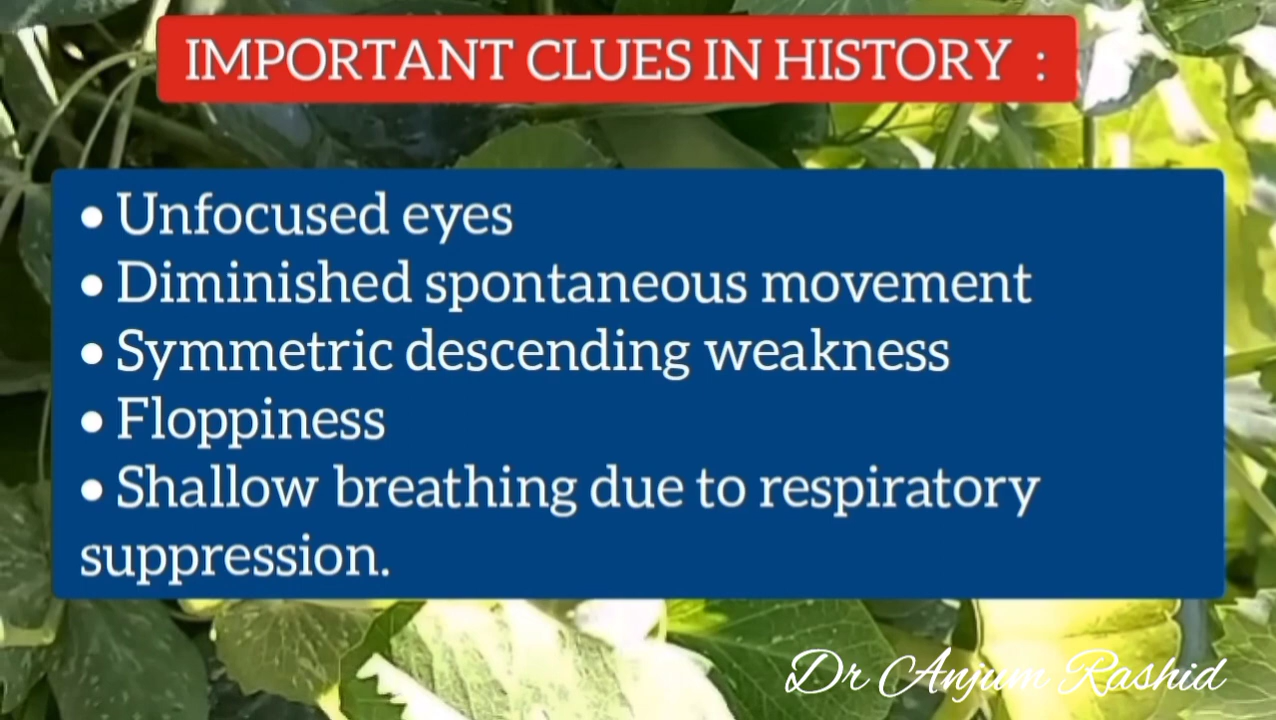 IMPORTANT CLUES IN HISTORY :
• Unfocused eyes
• Diminished spontaneous movement
• Symmetric descending weakness
• Floppiness
• Shallow breathing due to respiratory
suppression.
Dr Anjum Rashid